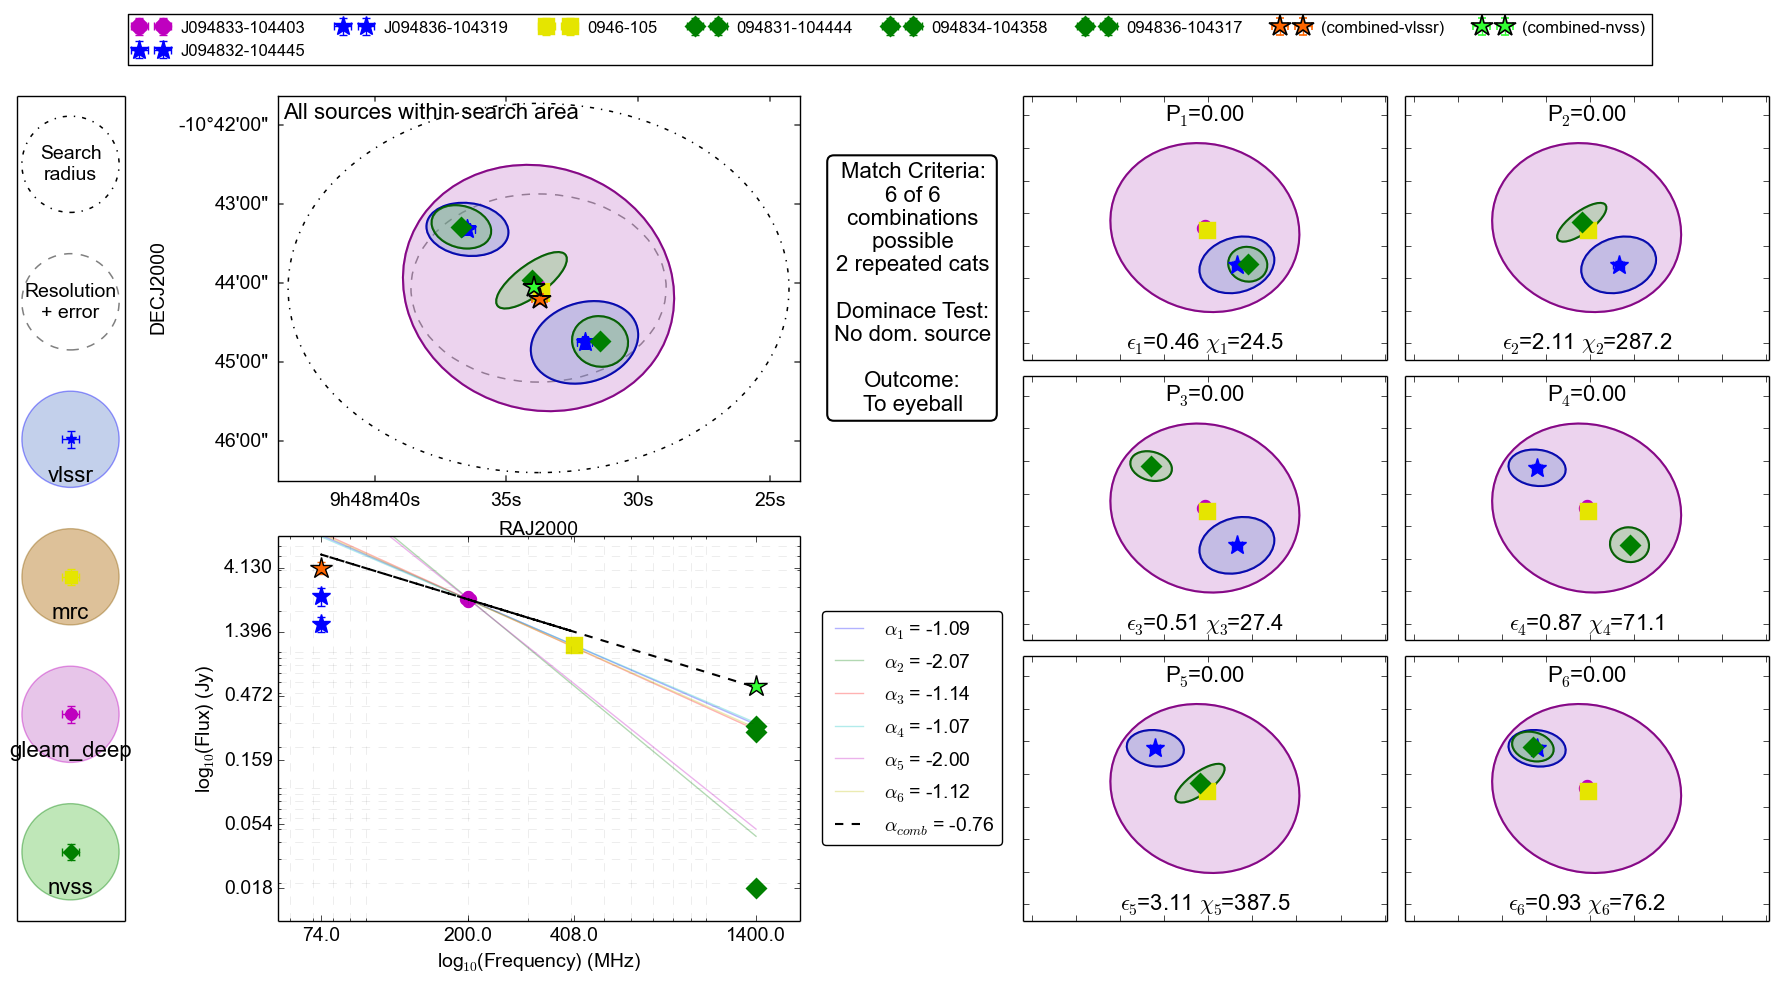 J094833-104403
J094836-104319
0946-105
094831-104444
094834-104358
094836-104317
(combined-vlssr)
(combined-nvss)
J094832-104445
Search
radius
Resolution
+ error
vlssr
mrc
gleam_deep
nvss
All sources within search area
DECJ2000
-10°42'00"
43'00"
44'00"
45'00"
46'00"
9h48m40s
35s
30s
25s
RAJ2000
Match Criteria:
6 of 6
combinations
possible
2 repeated cats
Dominace Test:
No dom. source
Outcome:
To eyeball
log10(Flux) (Jy)
4.130
1.396
0.472
0.159
0.054
0.018
74.0
200.0
408.0
1400.0
log10(Frequency) (MHz)
α1 = -1.09
α2 = -2.07
α3 = -1.14
α4 = -1.07
α5 = -2.00
α6 = -1.12
αcomb = -0.76
P1=0.00
ϵ1=0.46 χ1=24.5
P2=0.00
ϵ2=2.11 χ2=287.2
P3=0.00
ϵ3=0.51 χ3=27.4
P4=0.00
ϵ4=0.87 χ4=71.1
P5=0.00
ϵ5=3.11 χ5=387.5
P6=0.00
ϵ6=0.93 χ6=76.2